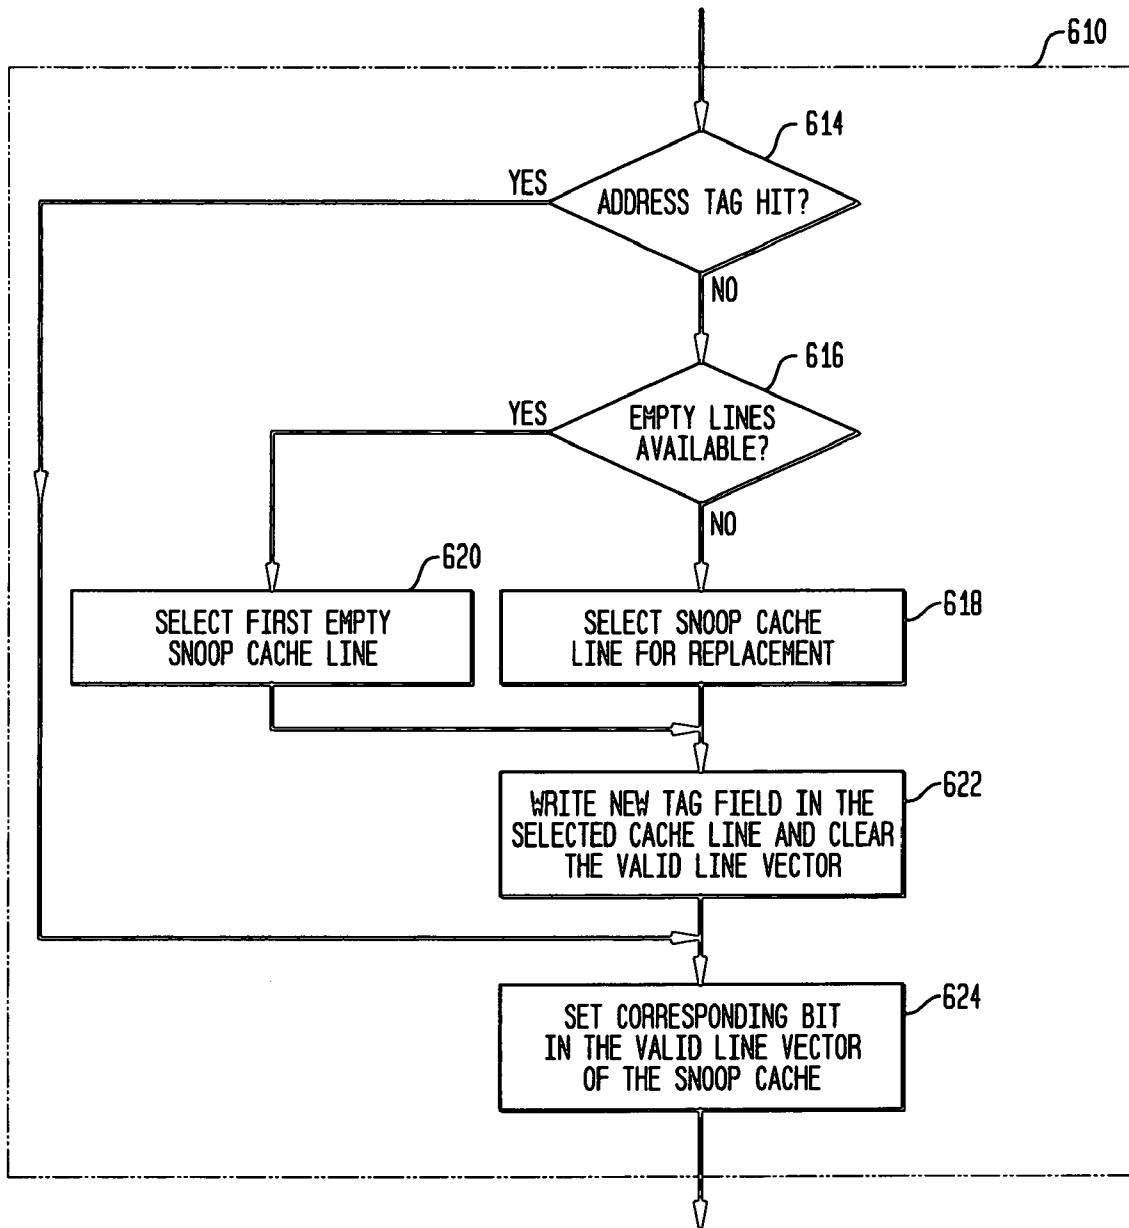 610
614
YES
ADDRESS TAG HIT?
NO
616
YES
EMPTY LINES
AVAILABLE?
NO
620
SELECT FIRST EMPTY
SNOOP CACHE LINE
618
SELECT SNOOP CACHE
LINE FOR REPLACEMENT
622
WRITE NEW TAG FIELD IN THE
SELECTED CACHE LINE AND CLEAR
THE VALID LINE VECTOR
624
SET CORRESPONDING BIT
IN THE VALID LINE VECTOR
OF THE SNOOP CACHE